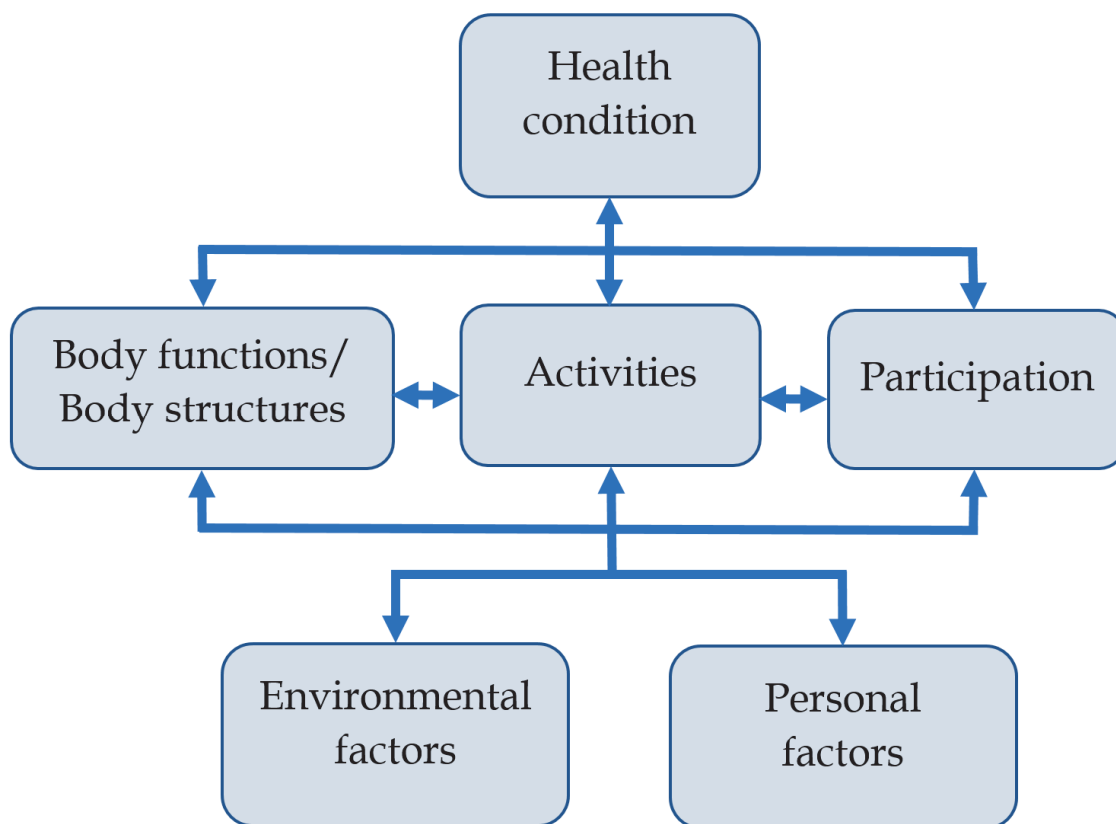 Health
condition
Body functions/
Body structures
Activities
Participation
Environmental
factors
Personal
factors